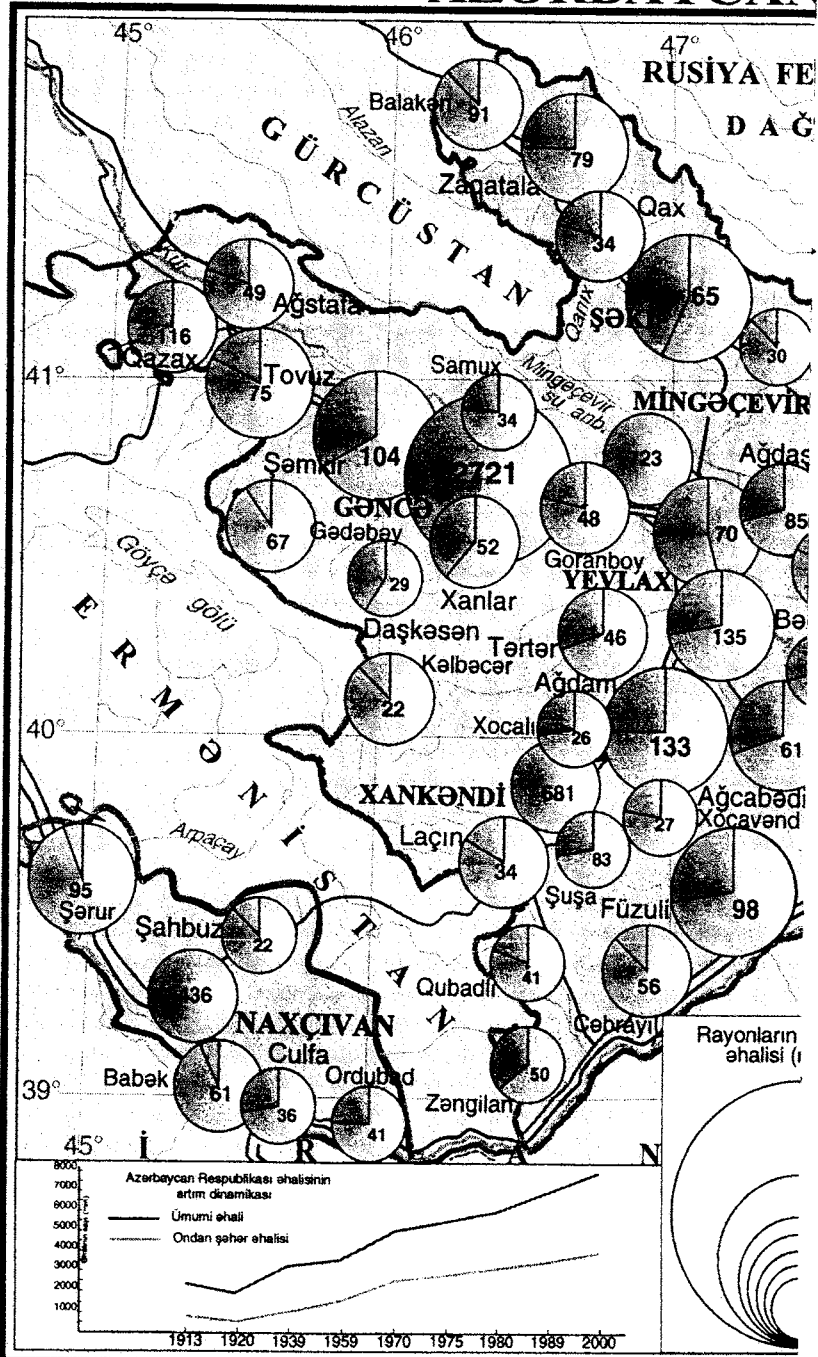 45° 46° 47°
RUSİYA FE
D A Ğ
GÜRCÜSTAN
Alazan
Balakən
91
79
Zaqatala
Qax
34
Kür
49
Ağstafa
116
Qazax
Qanıx
ŞƏKİ
65
30
41°
Tovuz
75
Samux
34
Mingəçevir
su anb.
MİNGƏÇEVİR
23
Ağdaş
85
104
Şəmkir
2721
GƏNCƏ
67
Gədəbəy
52
48
Goranboy
70
YEVLAX
Göyçə gölü
29
Xanlar
Daşkəsən
ERMƏNİSTAN
Tərtər
46
135
Bə
Kəlbəcər
22
Ağdam
Xocalı
26
133
61
40°
XANKƏNDİ
681
27
Ağcabədi
Xocavənd
Arpaçay
Laçın
34
83
Şuşa
95
Şərur
Şahbuz
22
Füzuli
98
Qubadlı
41
56
Cəbrayıl
NAXÇIVAN
Babək
61
Culfa
36
Ordubad
41
Zəngilan
50
39°
45°
İ R A N
Rayonların
əhalisi (
Azərbaycan Respublikası əhalisinin
artım dinamikası
Ümumi əhali
Ondan şəhər əhalisi
8000
7000
6000
5000
4000
3000
2000
1000
1913 1920 1939 1959 1970 1975 1980 1989 2000